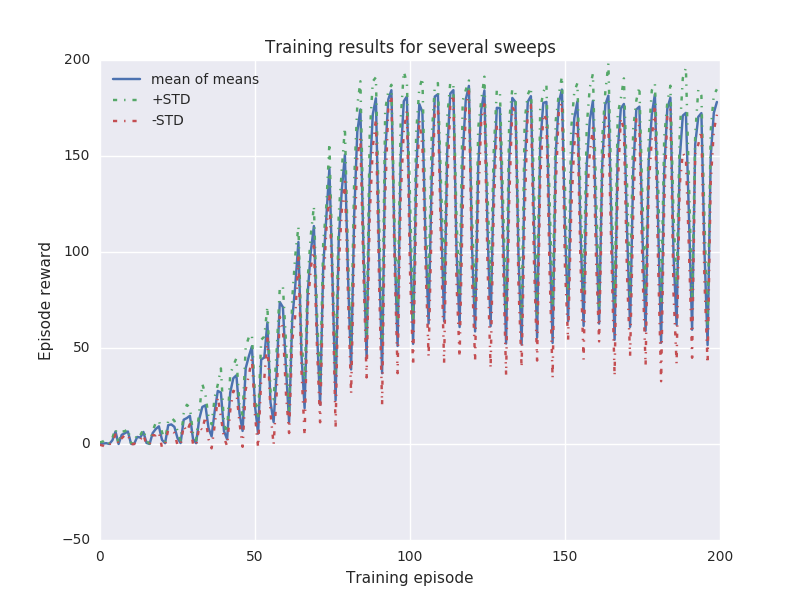 Training results for several sweeps
mean of means
+STD
-STD
200
150
100
50
0
−50
Episode reward
0 50 100 150 200
Training episode